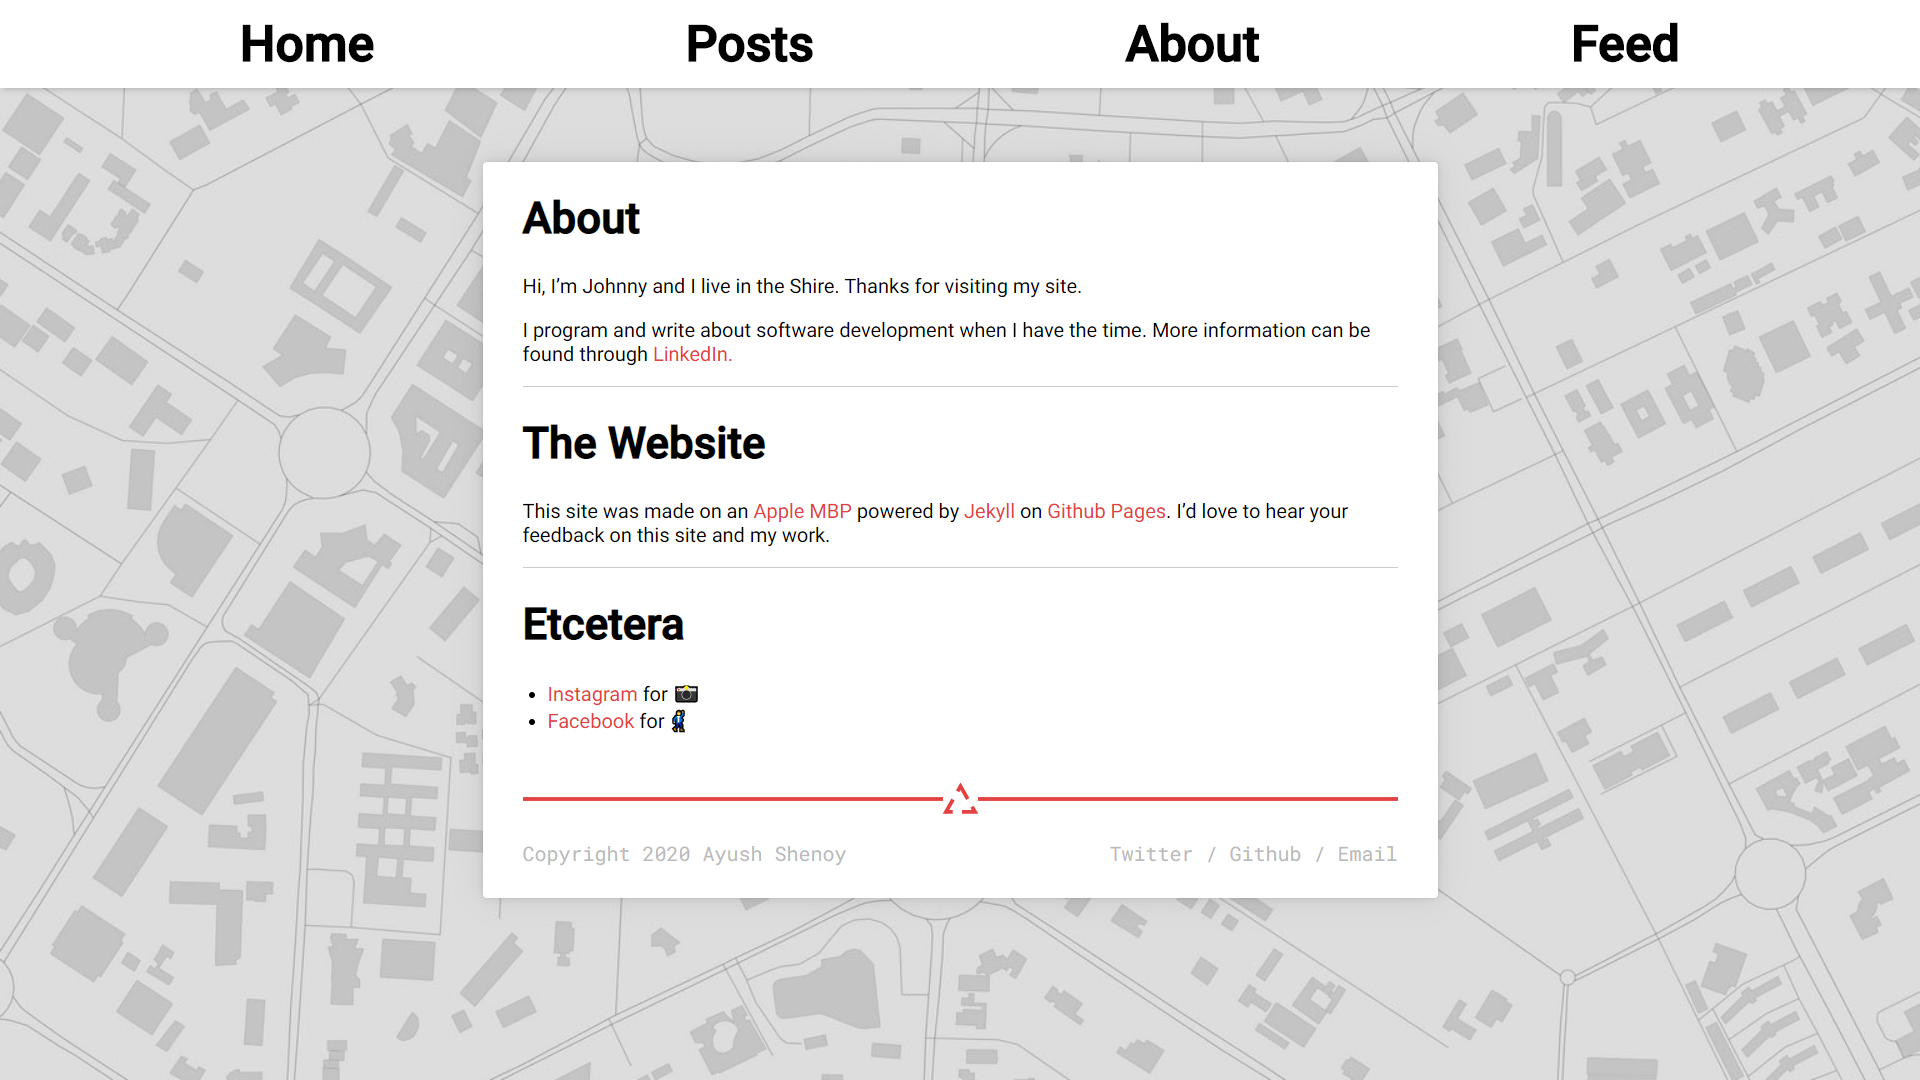 Home Posts About Feed
About
Hi, I’m Johnny and I live in the Shire. Thanks for visiting my site.
I program and write about software development when I have the time. More information can be
found through LinkedIn.
The Website
This site was made on an Apple MBP powered by Jekyll on Github Pages. I’d love to hear your
feedback on this site and my work.
Etcetera
Instagram for 📷
Facebook for
Copyright 2020 Ayush Shenoy Twitter / Github / Email